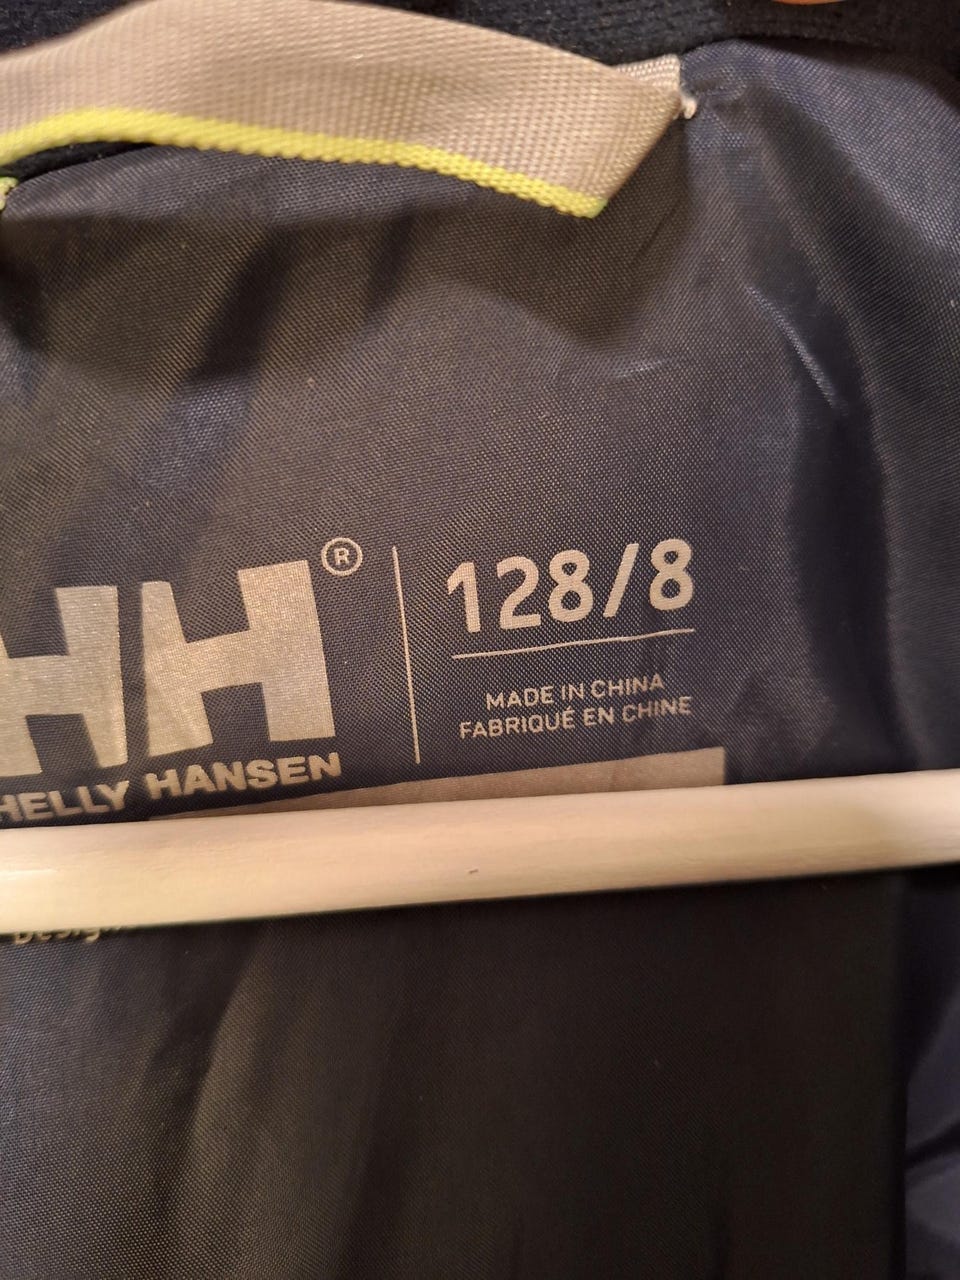 HH®
HELLY HANSEN
128/8
MADE IN CHINA
FABRIQUÉ EN CHINE